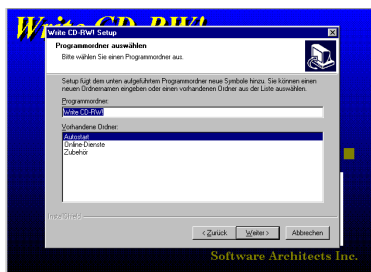 Write CD-RW!
Write CD-RW! Setup
Programmordner auswählen
Bitte wählen Sie einen Programmordner aus.
Setup fügt dem unten aufgeführtem Programmordner neue Symbole hinzu. Sie können einen
neuen Ordnernamen eingeben oder einen vorhandenen Ordner aus der Liste auswählen.
Programmordner:
Write CD-RW!
Vorhandene Ordner:
Autostart
Online-Dienste
Zubehör
InstallShield
< Zurück
Weiter >
Abbrechen
Software Architects Inc.